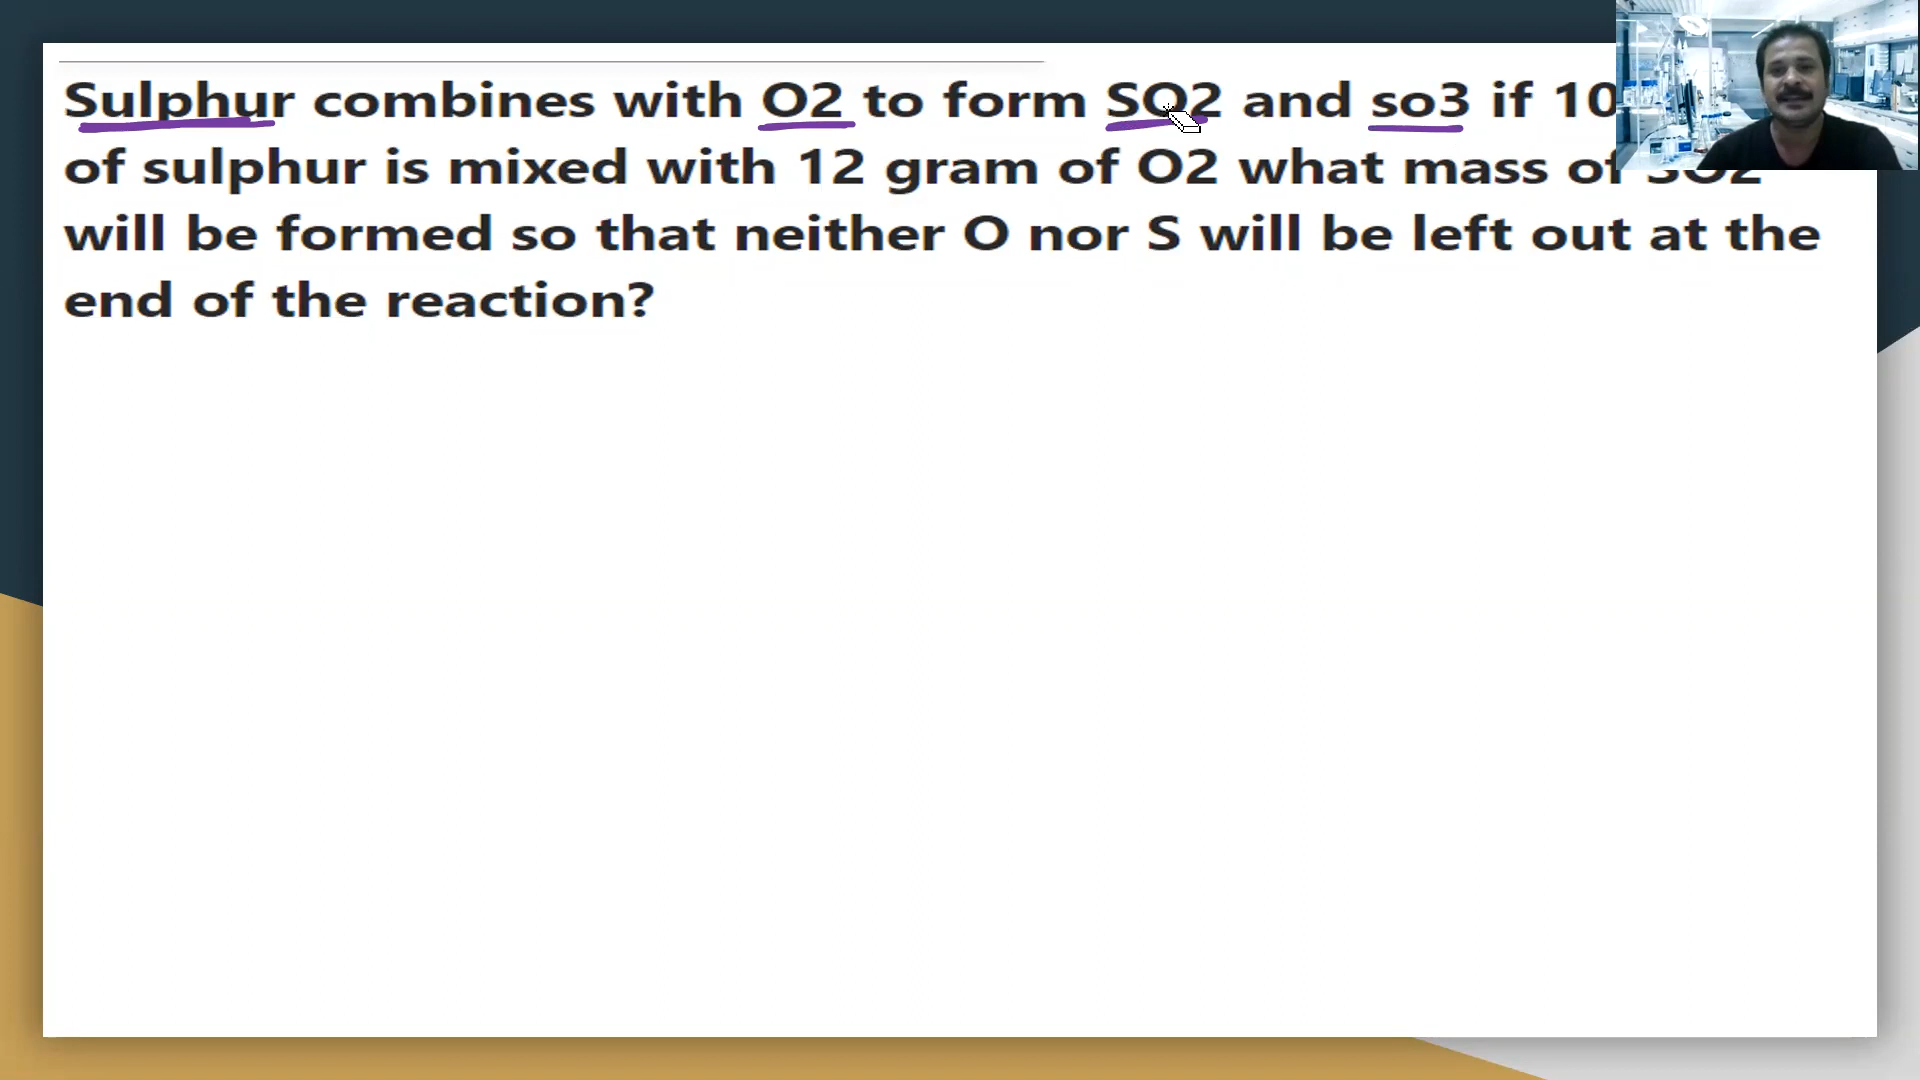 Sulphur combines with O2 to form SO2 and so3 if 10
of sulphur is mixed with 12 gram of O2 what mass of SO2
will be formed so that neither O nor S will be left out at the
end of the reaction?